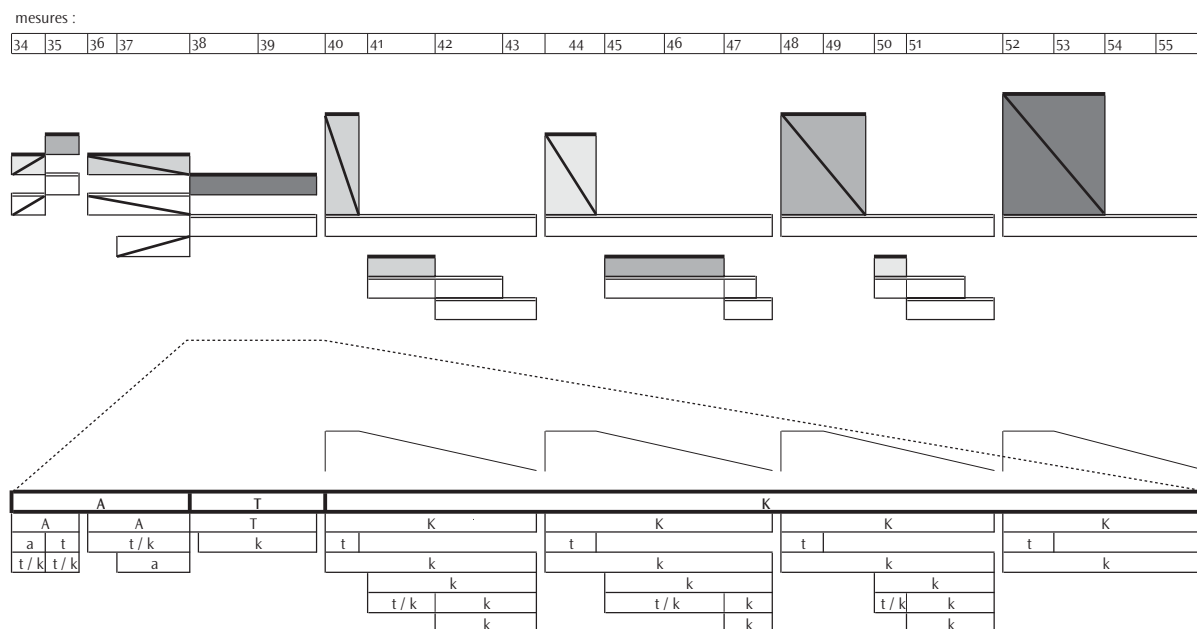 mesures :
34 35 36 37 38 39 40 41 42 43 44 45 46 47 48 49 50 51 52 53 54 55
A T K
A A T K K K K
a t t / k k t t t t
t / k t / k a k k k k
k k k
t / k k t / k k t / k k
k k k